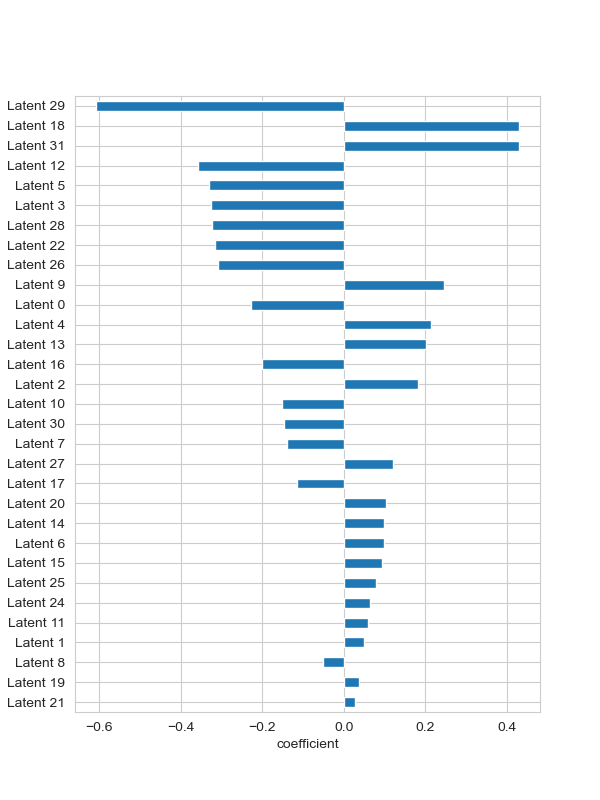 Latent 29
Latent 18
Latent 31
Latent 12
Latent 5
Latent 3
Latent 28
Latent 22
Latent 26
Latent 9
Latent 0
Latent 4
Latent 13
Latent 16
Latent 2
Latent 10
Latent 30
Latent 7
Latent 27
Latent 17
Latent 20
Latent 14
Latent 6
Latent 15
Latent 25
Latent 24
Latent 11
Latent 1
Latent 8
Latent 19
Latent 21
−0.6 −0.4 −0.2 0.0 0.2 0.4
coefficient